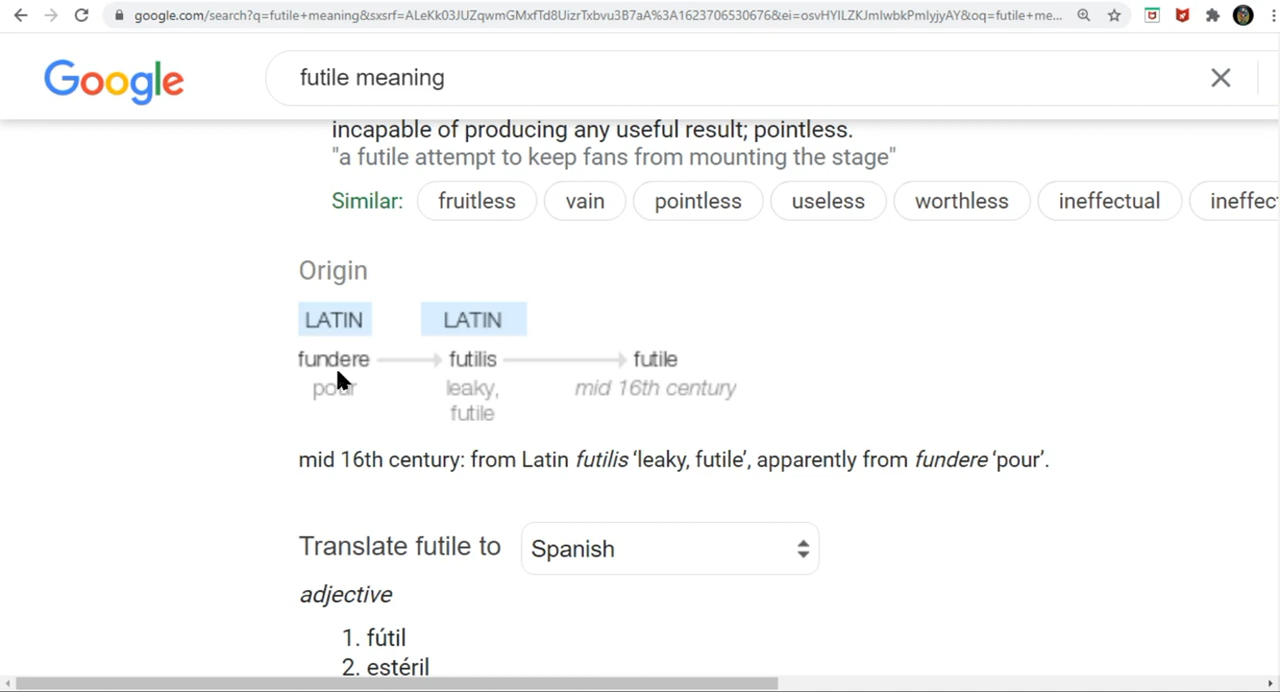 google.com/search?q=futile+meaning&sxsrf=ALeKk03JUZqwmGMxfTd8UizrTxbvu3B7aA%3A1623706530676&ei=osvHYILZKJmlwbkPmIyjyAY&oq=futile+me...
Google
futile meaning
incapable of producing any useful result; pointless.
"a futile attempt to keep fans from mounting the stage"
Similar: fruitless vain pointless useless worthless ineffectual ineffec
Origin
LATIN LATIN
fundere futilis futile
pour leaky, mid 16th century
futile
mid 16th century: from Latin futilis ‘leaky, futile’, apparently from fundere ‘pour’.
Translate futile to Spanish
adjective
1. fútil
2. estéril